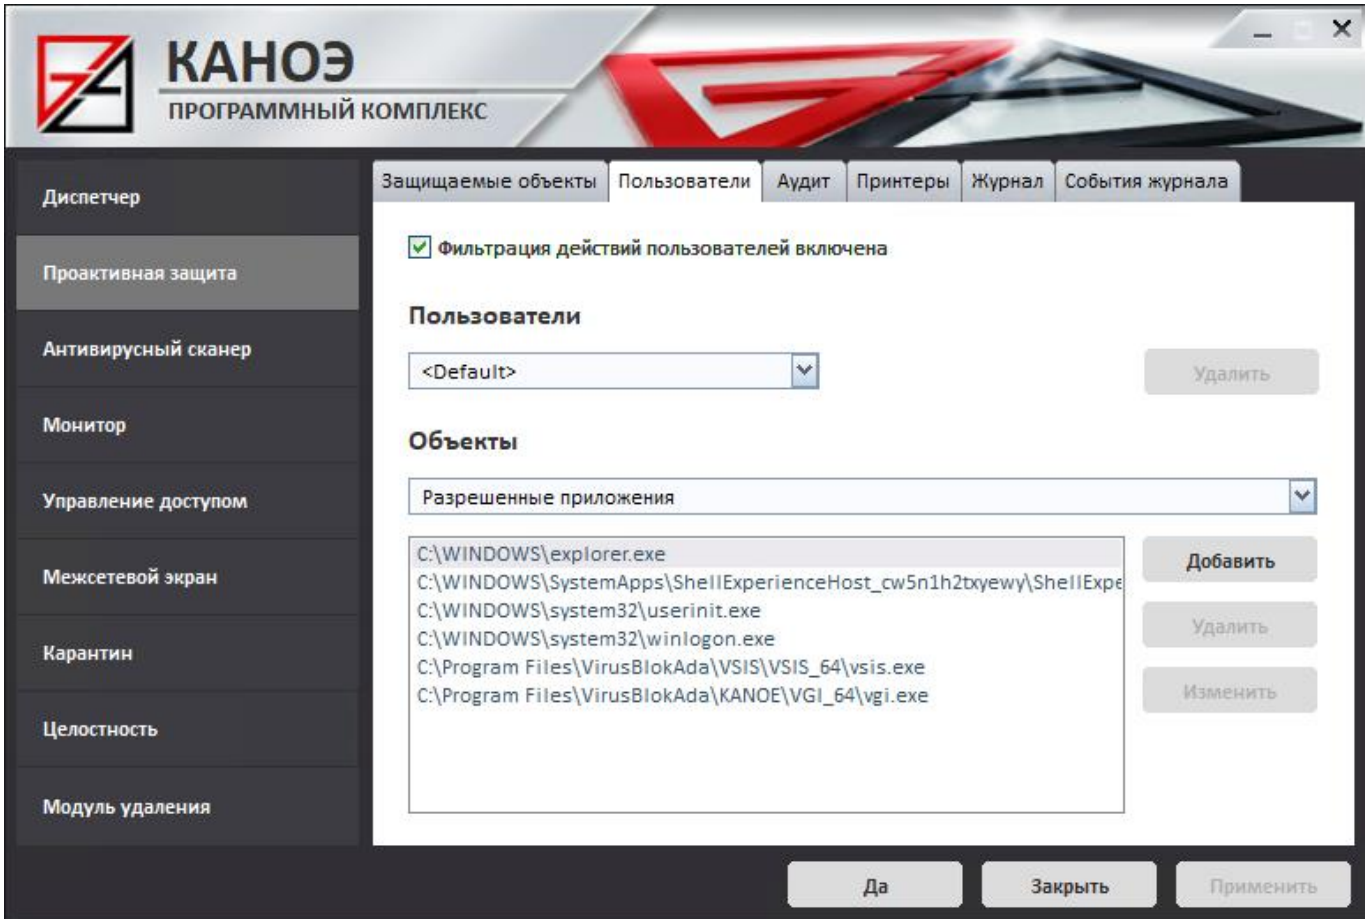 КАНОЭ
ПРОГРАММНЫЙ КОМПЛЕКС
Диспетчер
Проактивная защита
Антивирусный сканер
Монитор
Управление доступом
Межсетевой экран
Карантин
Целостность
Модуль удаления
Защищаемые объекты Пользователи Аудит Принтеры Журнал События журнала
Фильтрация действий пользователей включена
Пользователи
<Default> Удалить
Объекты
Разрешенные приложения
C:\WINDOWS\explorer.exe
C:\WINDOWS\SystemApps\ShellExperienceHost_cw5n1h2txyewy\ShellExpe
C:\WINDOWS\system32\userinit.exe
C:\WINDOWS\system32\winlogon.exe
C:\Program Files\VirusBlokAda\VSIS\VSIS_64\vsis.exe
C:\Program Files\VirusBlokAda\KANOE\VGI_64\vgi.exe
Добавить
Удалить
Изменить
Да Закрыть Применить